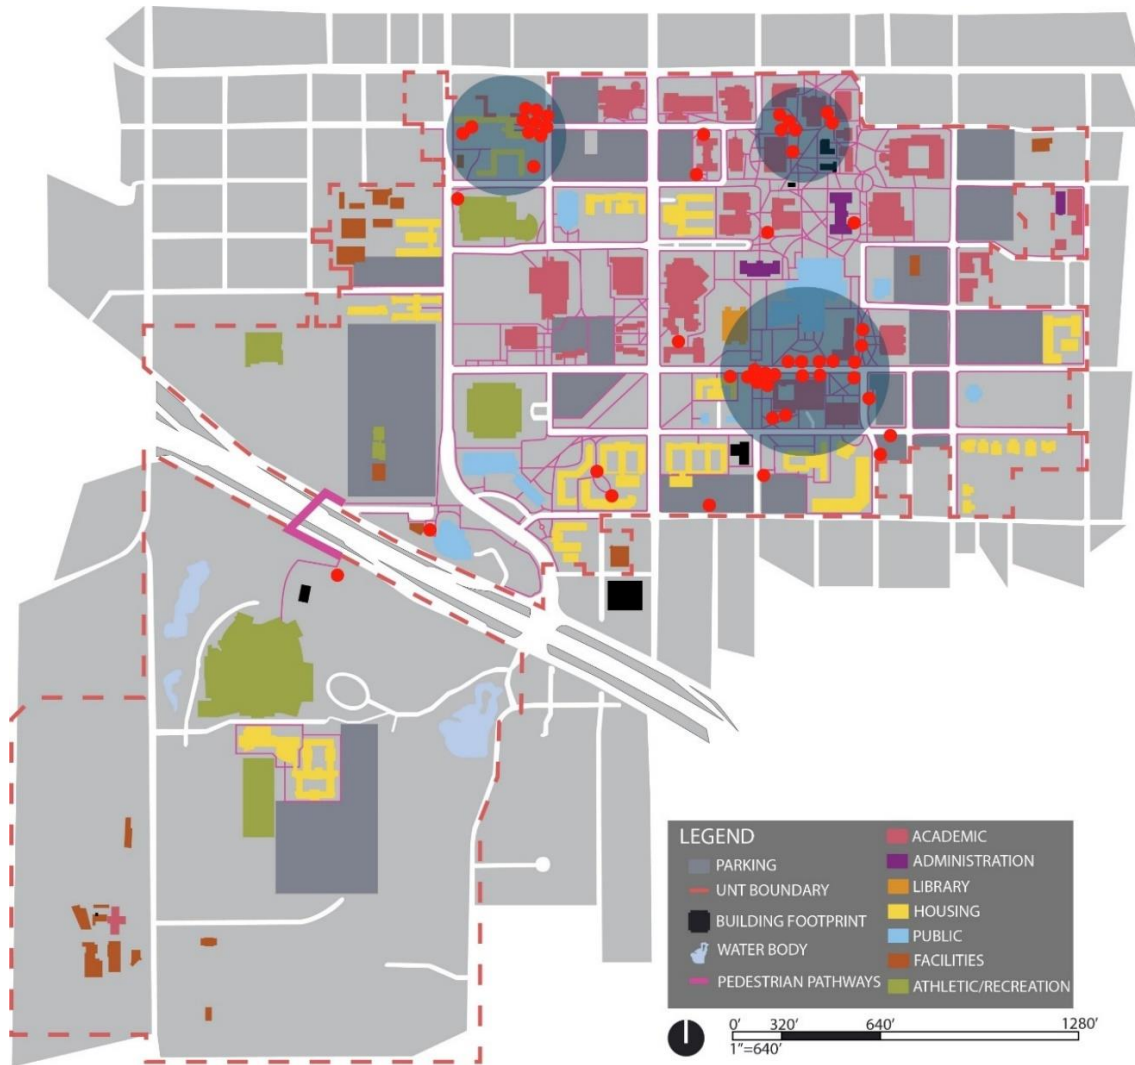 LEGEND
PARKING
UNT BOUNDARY
BUILDING FOOTPRINT
WATER BODY
PEDESTRIAN PATHWAYS
ACADEMIC
ADMINISTRATION
LIBRARY
HOUSING
PUBLIC
FACILITIES
ATHLETIC/RECREATION
0' 320' 640' 1280'
1"=640'